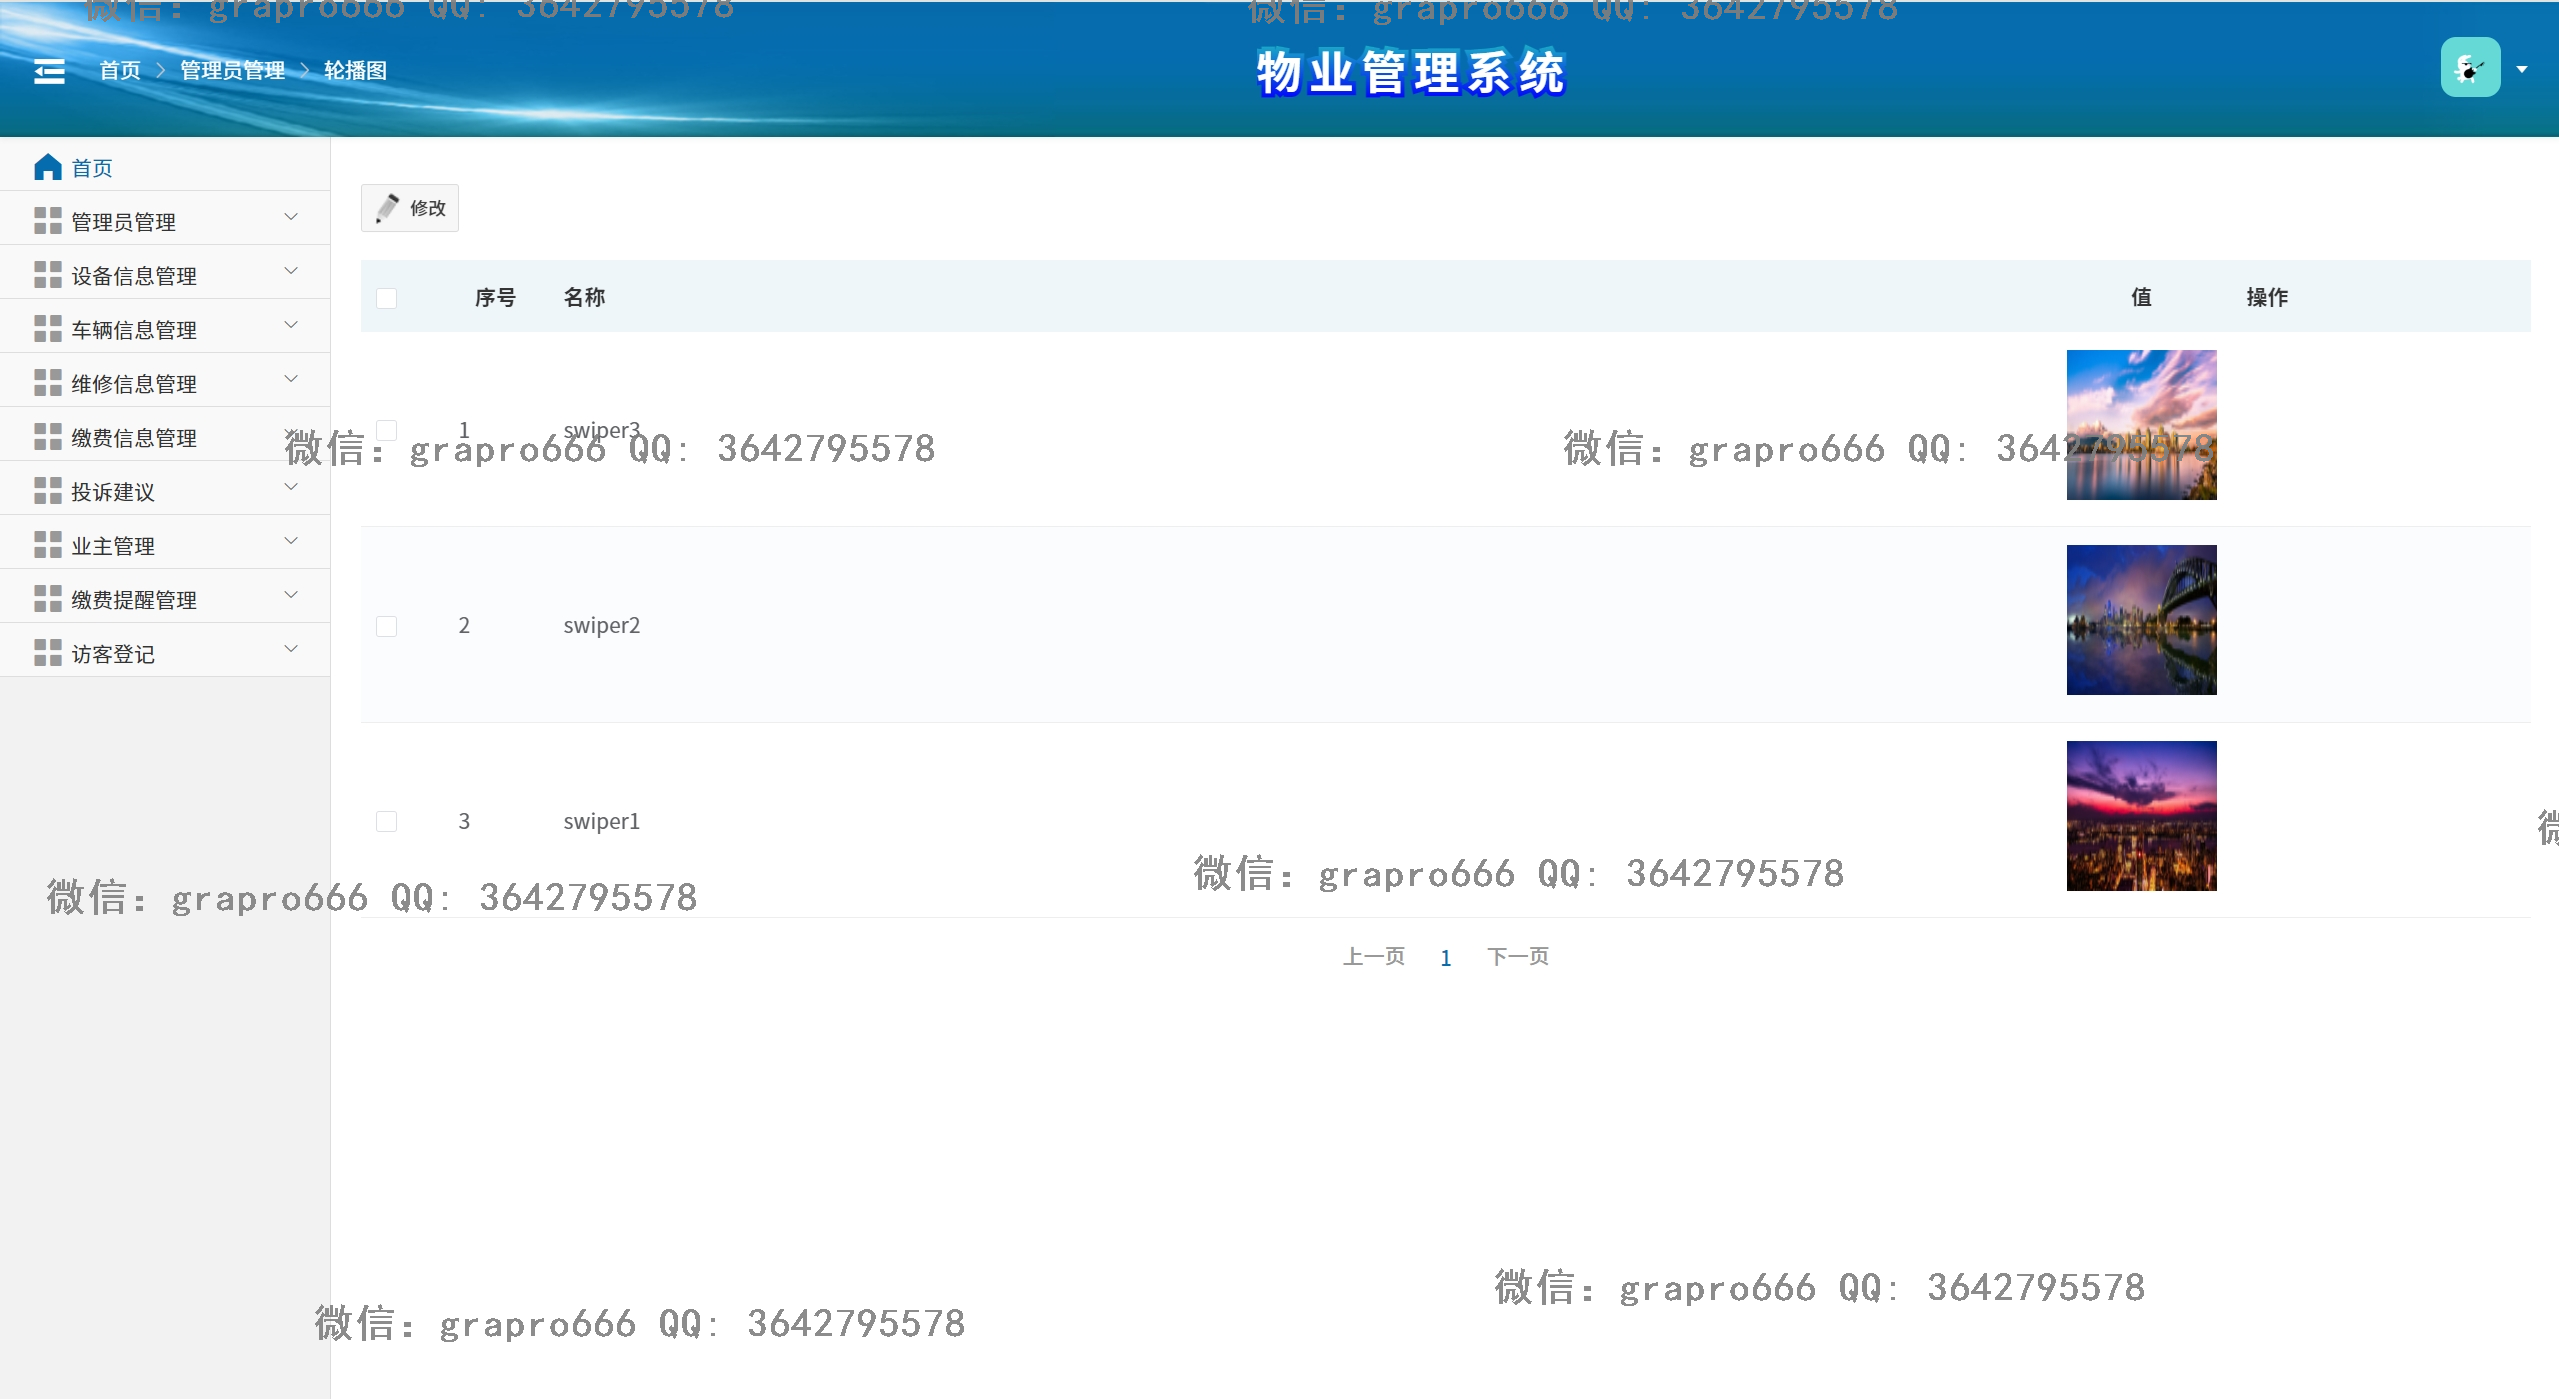 微信: grapro666 QQ: 3642795578 微信: grapro666 QQ: 3642795578
首页 > 管理员管理 > 轮播图
物业管理系统
首页
管理员管理
设备信息管理
车辆信息管理
维修信息管理
缴费信息管理
投诉建议
业主管理
缴费提醒管理
访客登记
修改
序号 名称 值 操作
1 swiper3
微信: grapro666 QQ: 3642795578 微信: grapro666 QQ: 3642795578
2 swiper2
3 swiper1
微信: grapro666 QQ: 3642795578 微信: grapro666 QQ: 3642795578
上一页 1 下一页
微信: grapro666 QQ: 3642795578 微信: grapro666 QQ: 3642795578